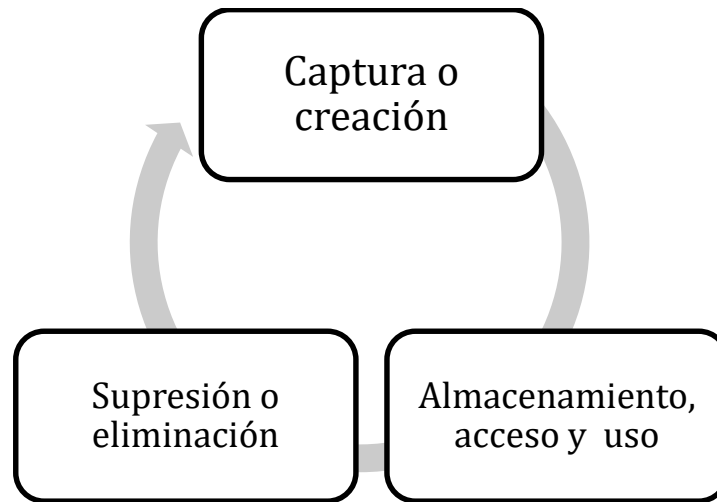 Captura o
creación
Supresión o
eliminación
Almacenamiento,
acceso y  uso